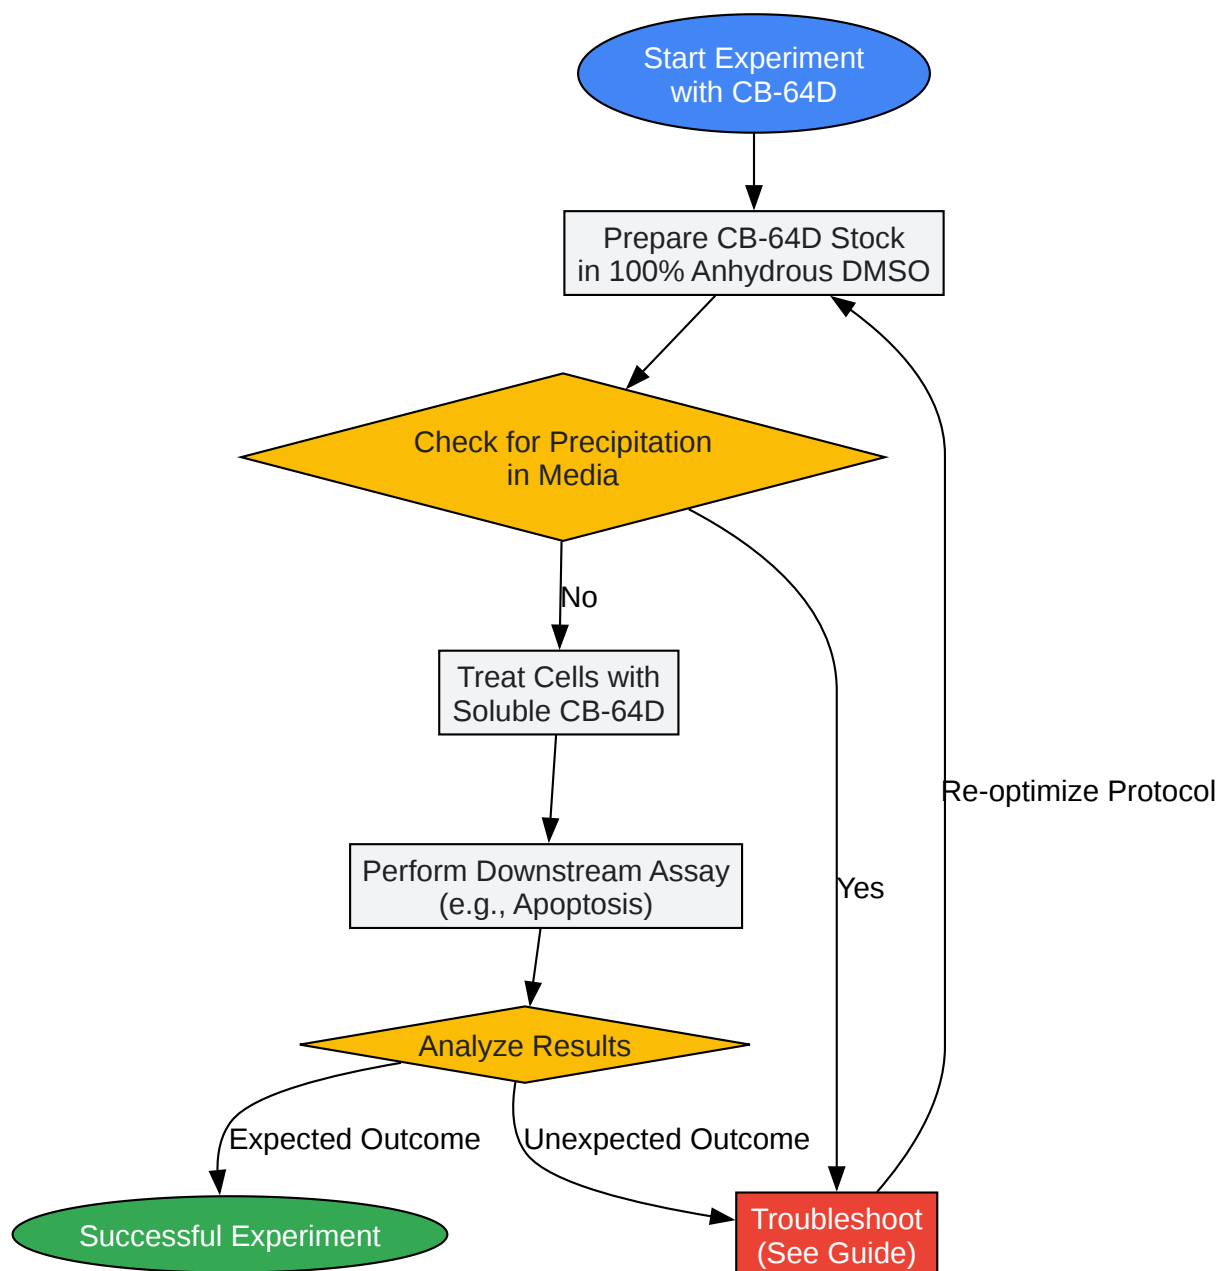 Start Experiment
with CB-64D
Prepare CB-64D Stock
in 100% Anhydrous DMSO
Check for Precipitation
in Media
No
Treat Cells with
Soluble CB-64D
Re-optimize Protocol
Perform Downstream Assay
(e.g., Apoptosis)
Yes
Analyze Results
Expected Outcome
Unexpected Outcome
Successful Experiment
Troubleshoot
(See Guide)